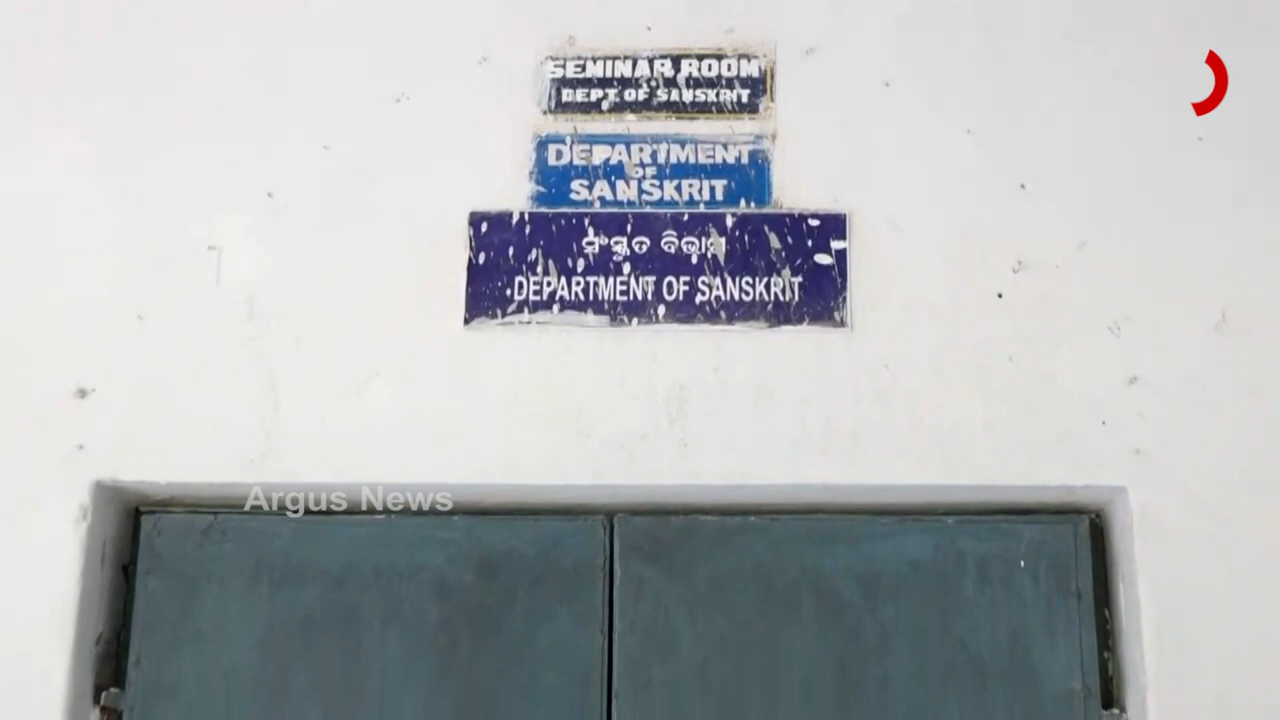 SEMINAR ROOM
DEPT OF SANSKRIT
DEPARTMENT
OF
SANSKRIT
ସଂସ୍କୃତ ବିଭାଗ
DEPARTMENT OF SANSKRIT
Argus News